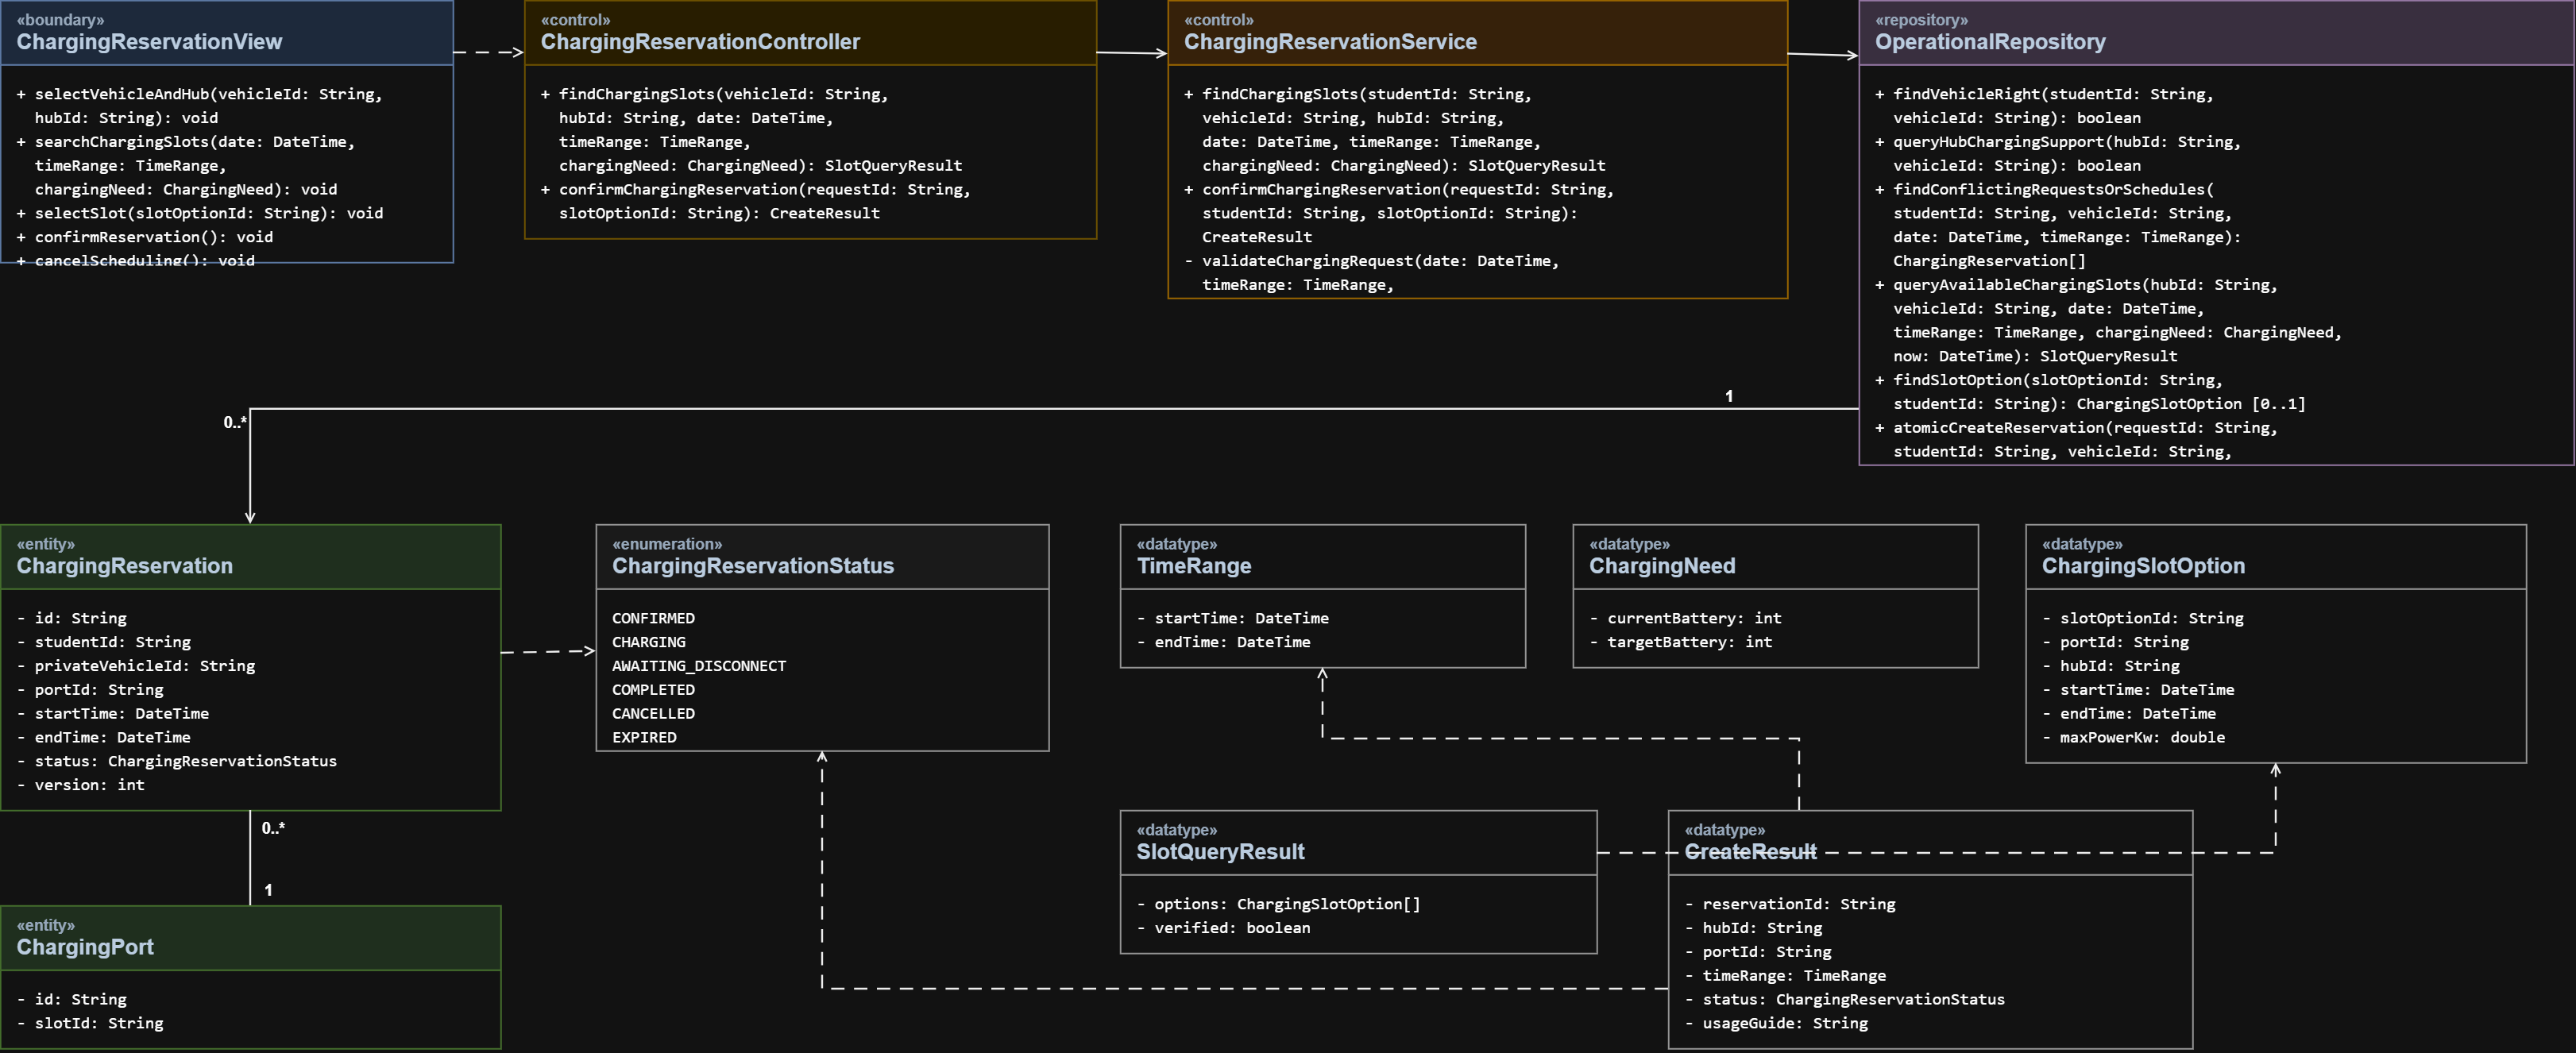 «boundary»
ChargingReservationView
+ selectVehicleAndHub(vehicleId: String,
hubId: String): void
+ searchChargingSlots(date: DateTime,
timeRange: TimeRange,
chargingNeed: ChargingNeed): void
+ selectSlot(slotOptionId: String): void
+ confirmReservation(): void
+ cancelScheduling(): void
«control»
ChargingReservationController
+ findChargingSlots(vehicleId: String,
hubId: String, date: DateTime,
timeRange: TimeRange,
chargingNeed: ChargingNeed): SlotQueryResult
+ confirmChargingReservation(requestId: String,
slotOptionId: String): CreateResult
«control»
ChargingReservationService
+ findChargingSlots(studentId: String,
vehicleId: String, hubId: String,
date: DateTime, timeRange: TimeRange,
chargingNeed: ChargingNeed): SlotQueryResult
+ confirmChargingReservation(requestId: String,
studentId: String, slotOptionId: String):
CreateResult
- validateChargingRequest(date: DateTime,
timeRange: TimeRange,
«repository»
OperationalRepository
+ findVehicleRight(studentId: String,
vehicleId: String): boolean
+ queryHubChargingSupport(hubId: String,
vehicleId: String): boolean
+ findConflictingRequestsOrSchedules(
studentId: String, vehicleId: String,
date: DateTime, timeRange: TimeRange):
ChargingReservation[]
+ queryAvailableChargingSlots(hubId: String,
vehicleId: String, date: DateTime,
timeRange: TimeRange, chargingNeed: ChargingNeed,
now: DateTime): SlotQueryResult
+ findSlotOption(slotOptionId: String,
studentId: String): ChargingSlotOption [0..1]
+ atomicCreateReservation(requestId: String,
studentId: String, vehicleId: String,
1
0..*
«entity»
ChargingReservation
- id: String
- studentId: String
- privateVehicleId: String
- portId: String
- startTime: DateTime
- endTime: DateTime
- status: ChargingReservationStatus
- version: int
«enumeration»
ChargingReservationStatus
CONFIRMED
CHARGING
AWAITING_DISCONNECT
COMPLETED
CANCELLED
EXPIRED
«datatype»
TimeRange
- startTime: DateTime
- endTime: DateTime
«datatype»
ChargingNeed
- currentBattery: int
- targetBattery: int
«datatype»
ChargingSlotOption
- slotOptionId: String
- portId: String
- hubId: String
- startTime: DateTime
- endTime: DateTime
- maxPowerKw: double
0..*
1
«entity»
ChargingPort
- id: String
- slotId: String
«datatype»
SlotQueryResult
- options: ChargingSlotOption[]
- verified: boolean
«datatype»
CreateResult
- reservationId: String
- hubId: String
- portId: String
- timeRange: TimeRange
- status: ChargingReservationStatus
- usageGuide: String